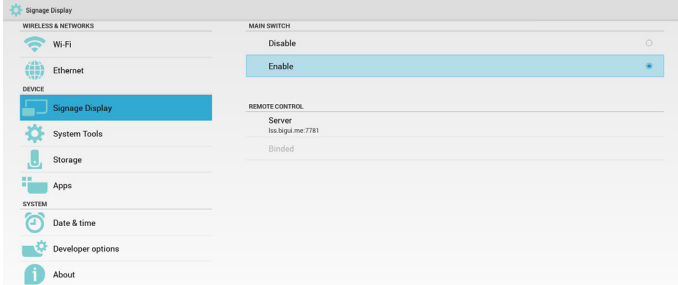 Signage Display
WIRELESS & NETWORKS
Wi-Fi
Ethernet
DEVICE
Signage Display
System Tools
Storage
Apps
SYSTEM
Date & time
Developer options
About
MAIN SWITCH
Disable
Enable
REMOTE CONTROL
Server
lss.bigui.me:7781
Binded